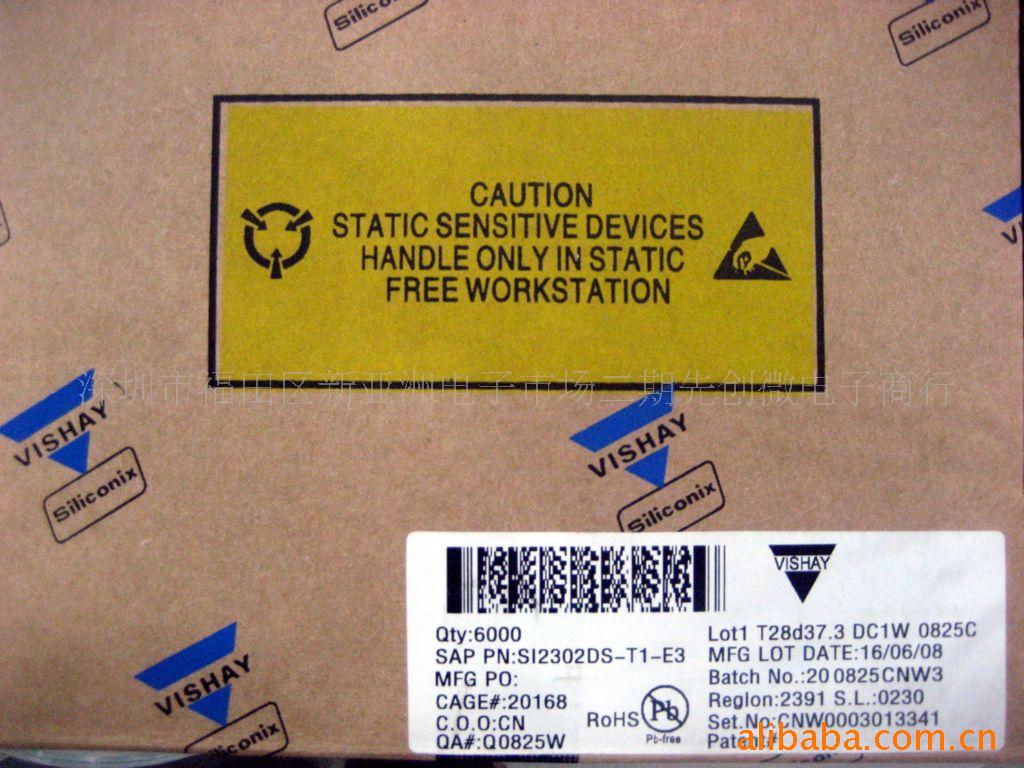 Siliconix
Siliconix
CAUTION
STATIC SENSITIVE DEVICES
HANDLE ONLY IN STATIC
FREE WORKSTATION
深圳市福田区新亚洲电子市场二期先创微电子商行
VISHAY
Siliconix
VISHAY
Siliconix
VISHAY
Siliconix
VISHAY
Qty:6000
SAP PN:SI2302DS-T1-E3
MFG PO:
CAGE#:20168
C.O.O:CN
QA#:Q0825W
RoHS
Pb
Pb-free
Lot1 T28d37.3 DC1W 0825C
MFG LOT DATE:16/06/08
Batch No.:20 0825CNW3
Reglon:2391 S.L.:0230
Set.No:CNW0003013341
Patent#
alibaba.com.cn